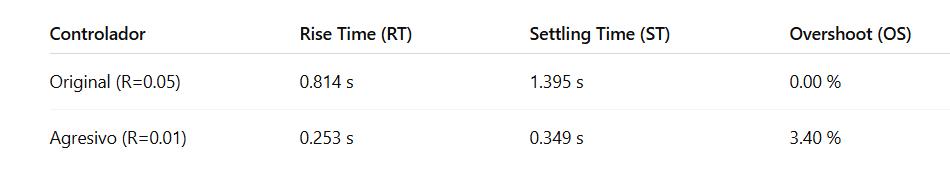 Controlador Rise Time (RT) Settling Time (ST) Overshoot (OS)
Original (R=0.05) 0.814 s 1.395 s 0.00 %
Agresivo (R=0.01) 0.253 s 0.349 s 3.40 %